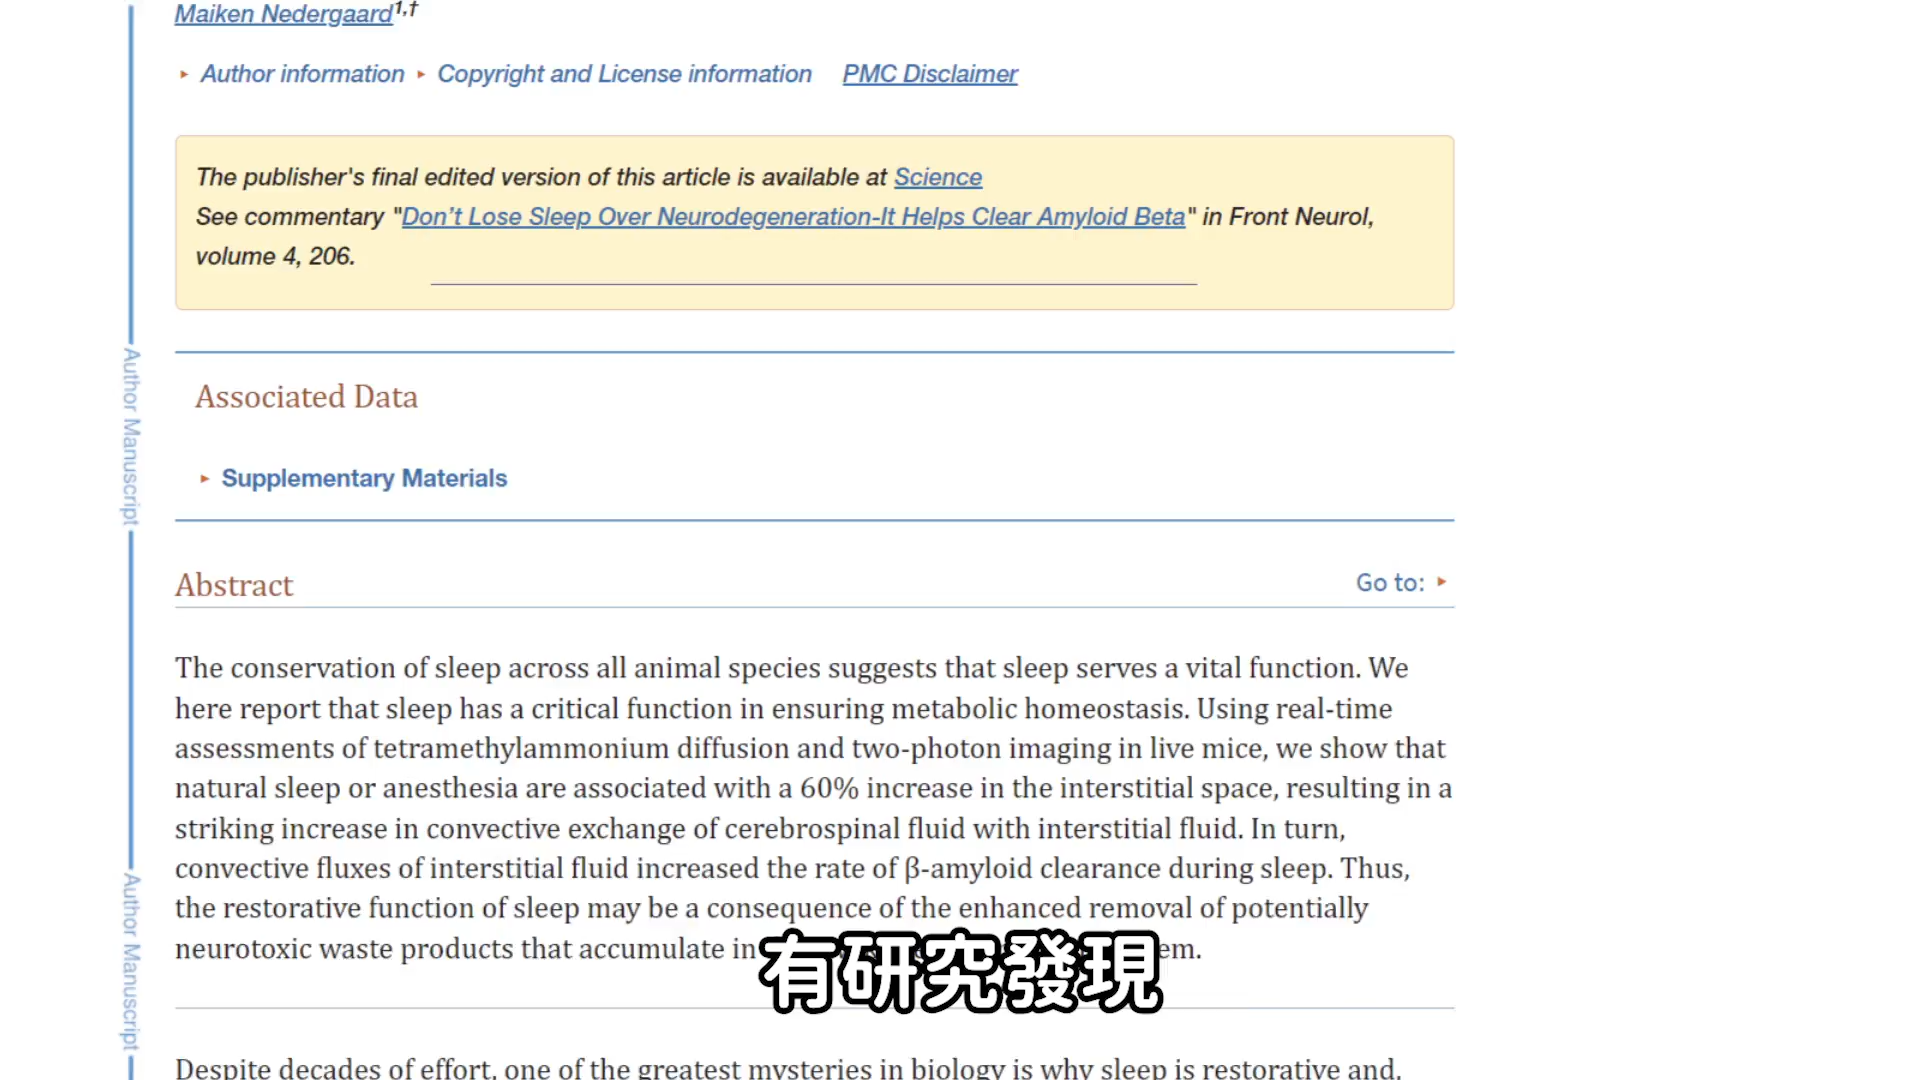 Maiken Nedergaard1,†
▸ Author information ▸ Copyright and License information PMC Disclaimer
The publisher's final edited version of this article is available at Science
See commentary "Don’t Lose Sleep Over Neurodegeneration-It Helps Clear Amyloid Beta" in Front Neurol,
volume 4, 206.
Author Manuscript
Associated Data
▸ Supplementary Materials
Abstract
Go to: ▸
The conservation of sleep across all animal species suggests that sleep serves a vital function. We
here report that sleep has a critical function in ensuring metabolic homeostasis. Using real-time
assessments of tetramethylammonium diffusion and two-photon imaging in live mice, we show that
natural sleep or anesthesia are associated with a 60% increase in the interstitial space, resulting in a
striking increase in convective exchange of cerebrospinal fluid with interstitial fluid. In turn,
convective fluxes of interstitial fluid increased the rate of β-amyloid clearance during sleep. Thus,
the restorative function of sleep may be a consequence of the enhanced removal of potentially
neurotoxic waste products that accumulate in em.
有研究發現
Author Manuscript
Despite decades of effort, one of the greatest mysteries in biology is why sleep is restorative and,